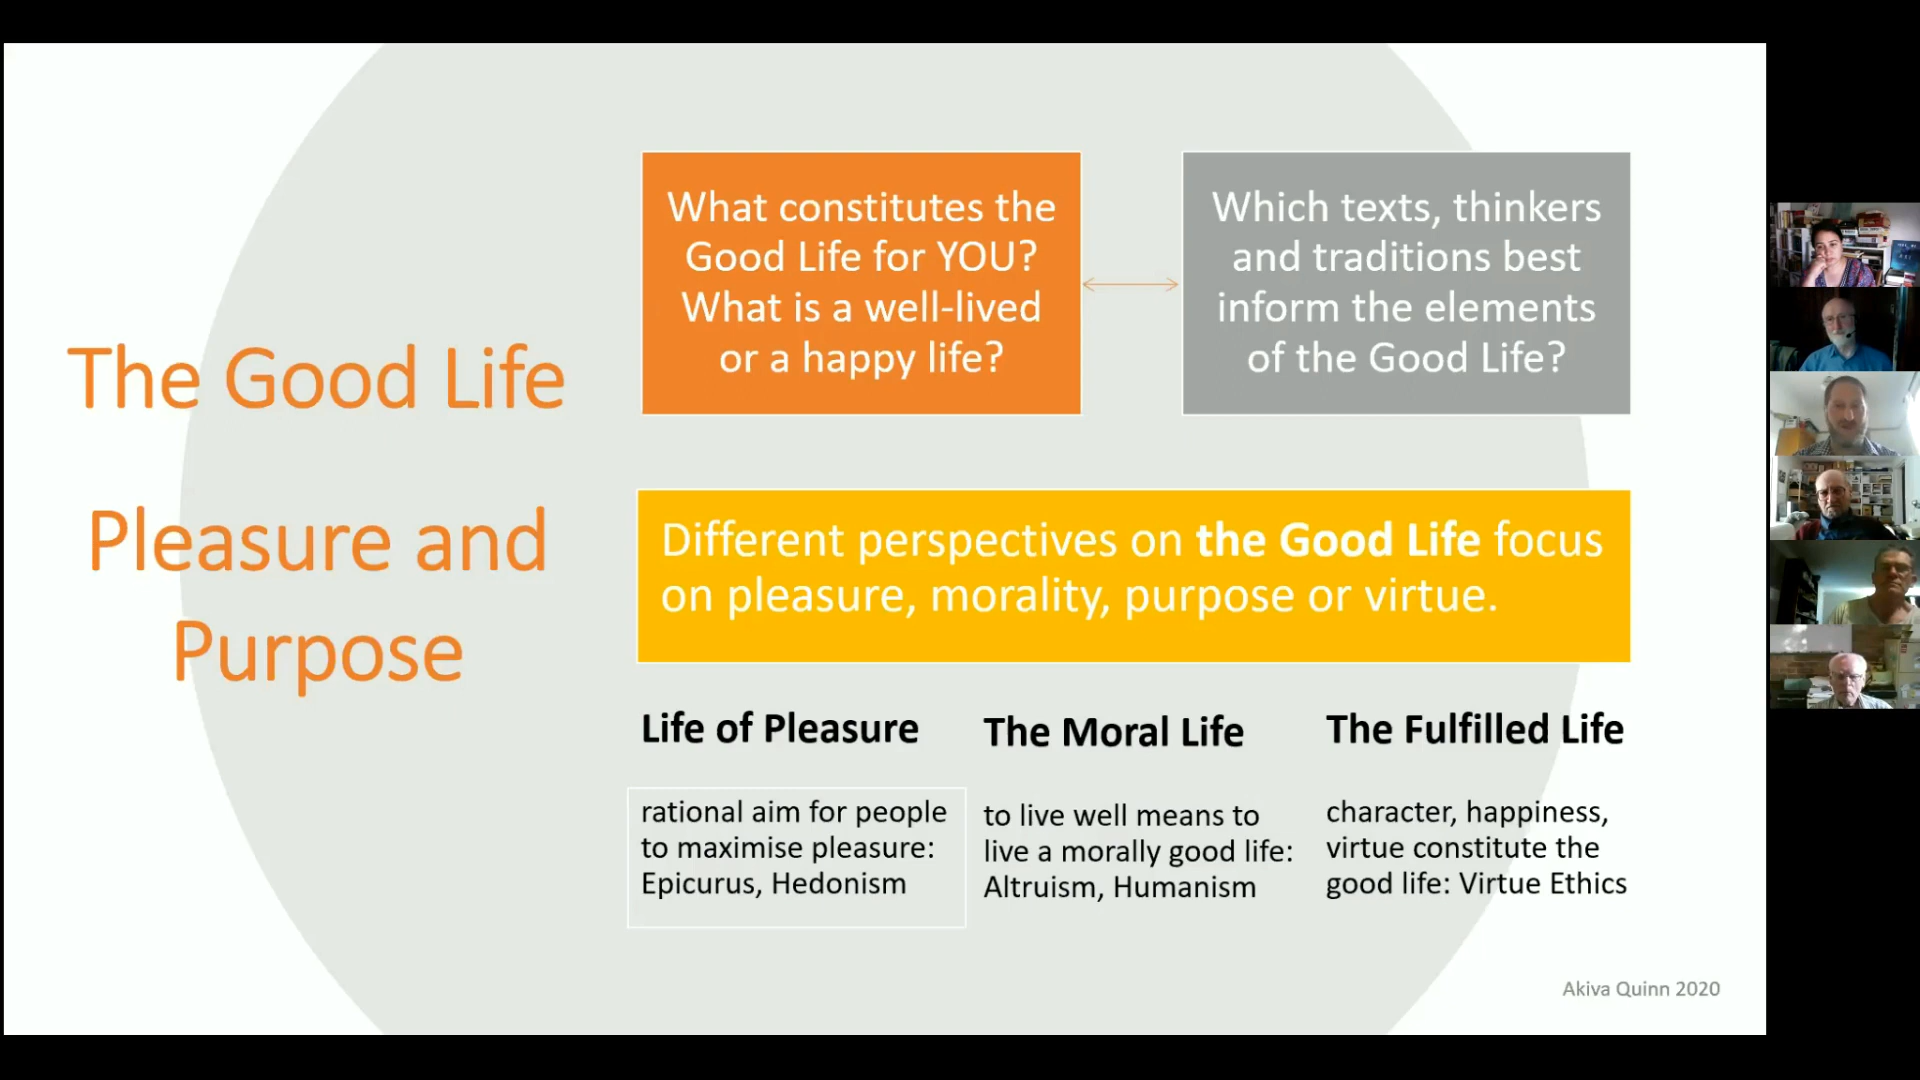 The Good Life
Pleasure and
Purpose
What constitutes the
Good Life for YOU?
What is a well-lived
or a happy life?
Which texts, thinkers
and traditions best
inform the elements
of the Good Life?
Different perspectives on the Good Life focus
on pleasure, morality, purpose or virtue.
Life of Pleasure
rational aim for people
to maximise pleasure:
Epicurus, Hedonism
The Moral Life
to live well means to
live a morally good life:
Altruism, Humanism
The Fulfilled Life
character, happiness,
virtue constitute the
good life: Virtue Ethics
Akiva Quinn 2020